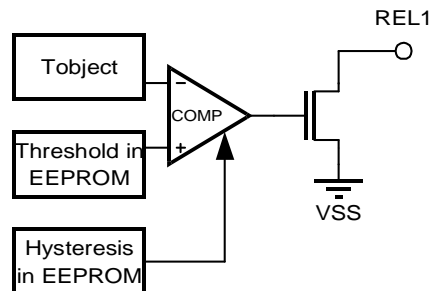 REL1
Tobject
−
COMP
+
Threshold in
EEPROM
VSS
Hysteresis
in EEPROM